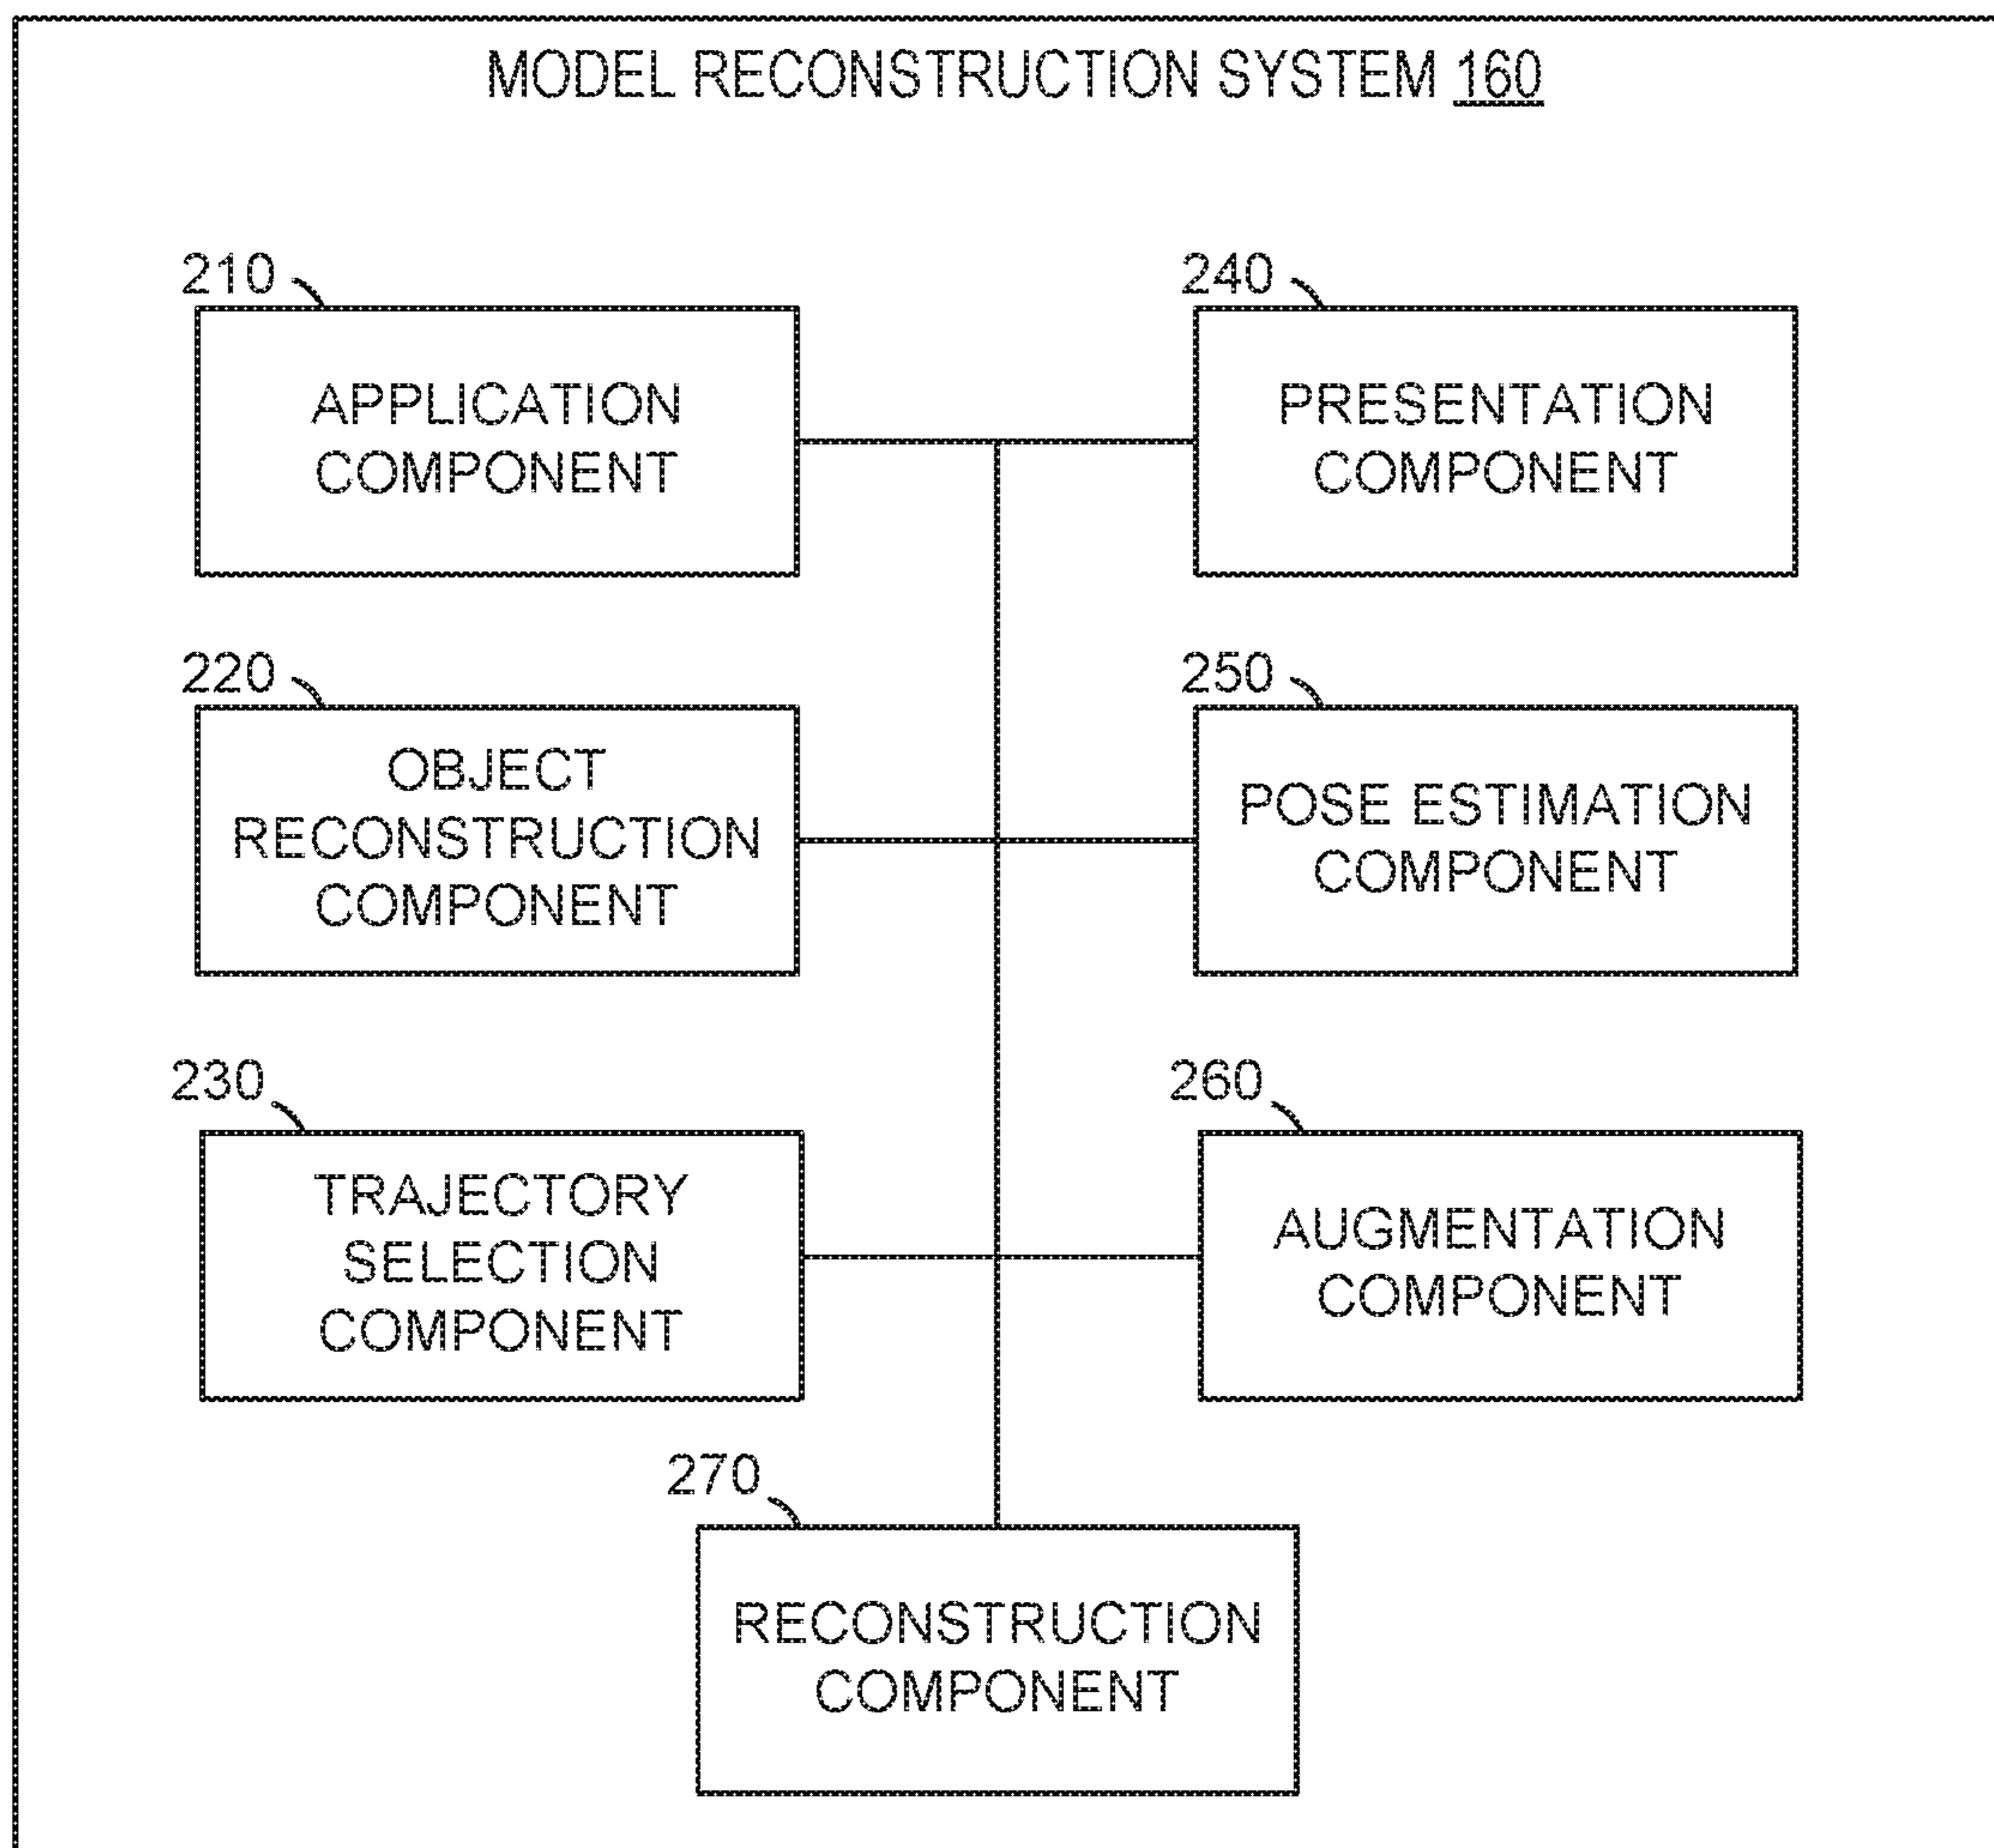 MODEL RECONSTRUCTION SYSTEM 160
210
APPLICATION
COMPONENT
240
PRESENTATION
COMPONENT
220
OBJECT
RECONSTRUCTION
COMPONENT
250
POSE ESTIMATION
COMPONENT
230
TRAJECTORY
SELECTION
COMPONENT
260
AUGMENTATION
COMPONENT
270
RECONSTRUCTION
COMPONENT